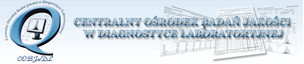 CENTRALNY OŚRODEK BADAŃ JAKOŚCI
W DIAGNOSTYCE LABORATORYJNEJ
COBJwDL